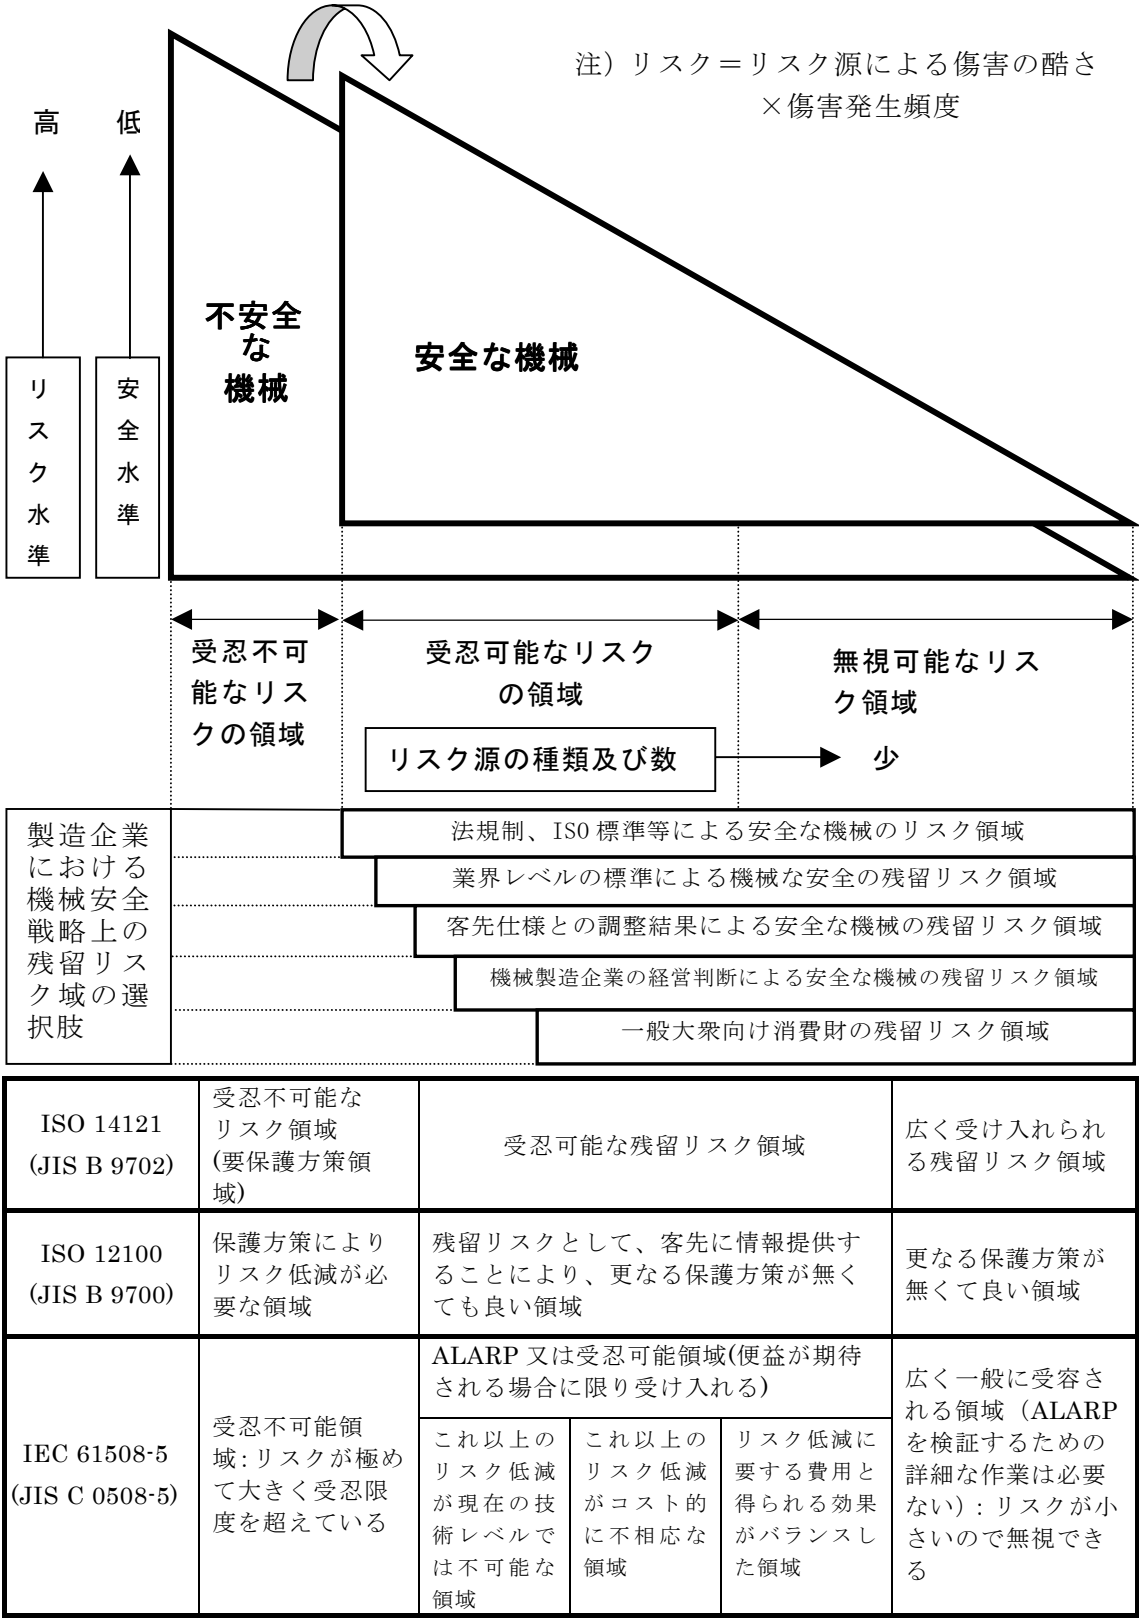 注）リスク＝リスク源による傷害の酷さ
×傷害発生頻度
高
低
リスク水準
安全水準
不安全
な
機械
安全な機械
受忍不可
能なリス
クの領域
受忍可能なリスク
の領域
無視可能なリス
ク領域
リスク源の種類及び数
少
製造企業
における
機械安全
戦略上の
残留リス
ク域の選
択肢
法規制、ISO 標準等による安全な機械のリスク領域
業界レベルの標準による機械な安全の残留リスク領域
客先仕様との調整結果による安全な機械の残留リスク領域
機械製造企業の経営判断による安全な機械の残留リスク領域
一般大衆向け消費財の残留リスク領域
ISO 14121
(JIS B 9702)
受忍不可能な
リスク領域
(要保護方策領
域)
受忍可能な残留リスク領域
広く受け入れられ
る残留リスク領域
ISO 12100
(JIS B 9700)
保護方策により
リスク低減が必
要な領域
残留リスクとして、客先に情報提供す
ることにより、更なる保護方策が無く
ても良い領域
更なる保護方策が
無くて良い領域
IEC 61508-5
(JIS C 0508-5)
受忍不可能領
域：リスクが極め
て大きく受忍限
度を超えている
ALARP 又は受忍可能領域(便益が期待
される場合に限り受け入れる)
これ以上の
リスク低減
が現在の技
術レベルで
は不可能な
領域
これ以上の
リスク低減
がコスト的
に不相応な
領域
リスク低減に
要する費用と
得られる効果
がバランスし
た領域
広く一般に受容さ
れる領域（ALARP
を検証するための
詳細な作業は必要
ない）：リスクが小
さいので無視でき
る